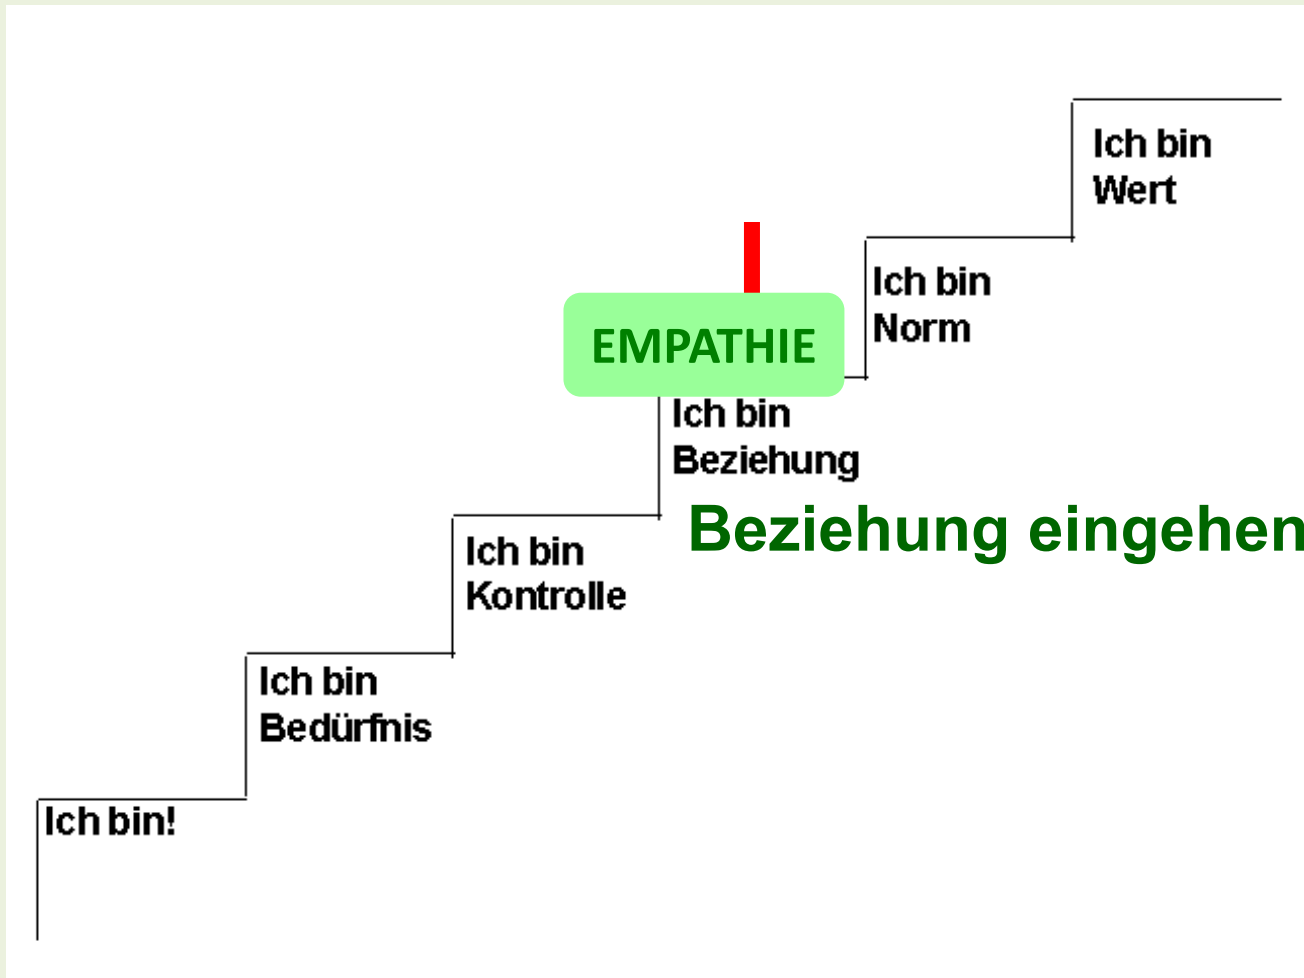 Ich bin
Wert
Ich bin
Norm
EMPATHIE
Ich bin
Beziehung
Beziehung eingehen
Ich bin
Kontrolle
Ich bin
Bedürfnis
Ich bin!